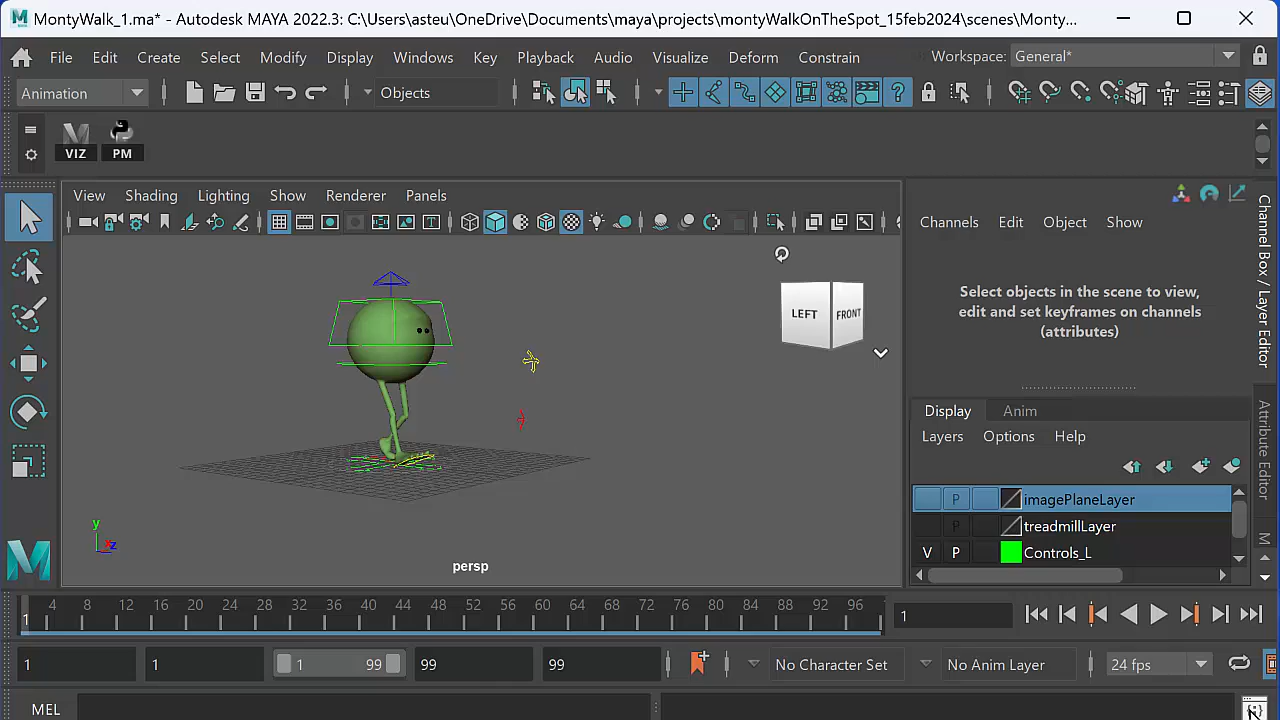 MontyWalk_1.ma* - Autodesk MAYA 2022.3: C:\Users\asteu\OneDrive\Documents\maya\projects\montyWalkOnTheSpot_15feb2024\scenes\Monty...
File Edit Create Select Modify Display Windows Key Playback Audio Visualize Deform Constrain Workspace: General*
Animation Objects
VIZ PM
View Shading Lighting Show Renderer Panels
Channels Edit Object Show
Select objects in the scene to view,
edit and set keyframes on channels
(attributes)
Channel Box / Layer Editor
Attribute Editor
M
LEFT FRONT
Display Anim
Layers Options Help
P imagePlaneLayer
P treadmillLayer
V P Controls_L
y
z
persp
4 8 12 16 20 24 28 32 36 40 44 48 52 56 60 64 68 72 76 80 84 88 92 96
1
1
1 1 1 99 99 99 No Character Set No Anim Layer 24 fps
MEL